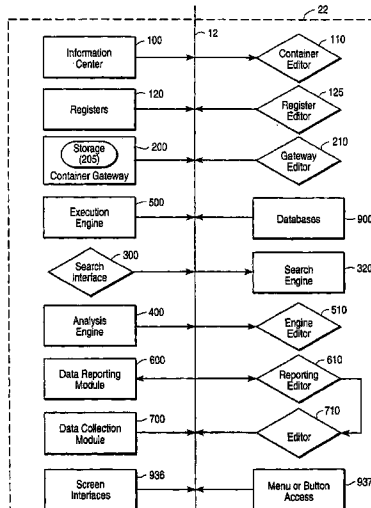 22
12
100
Information
Center
110
Container
Editor
120
Registers
125
Register
Editor
200
Storage
(205)
Container Gateway
210
Gateway
Editor
500
Execution
Engine
Databases
900
300
Search
Interface
Search
Engine
320
400
Analysis
Engine
510
Engine
Editor
600
Data Reporting
Module
610
Reporting
Editor
700
Data Collection
Module
710
Editor
936
Screen
Interfaces
937
Menu or Button
Access